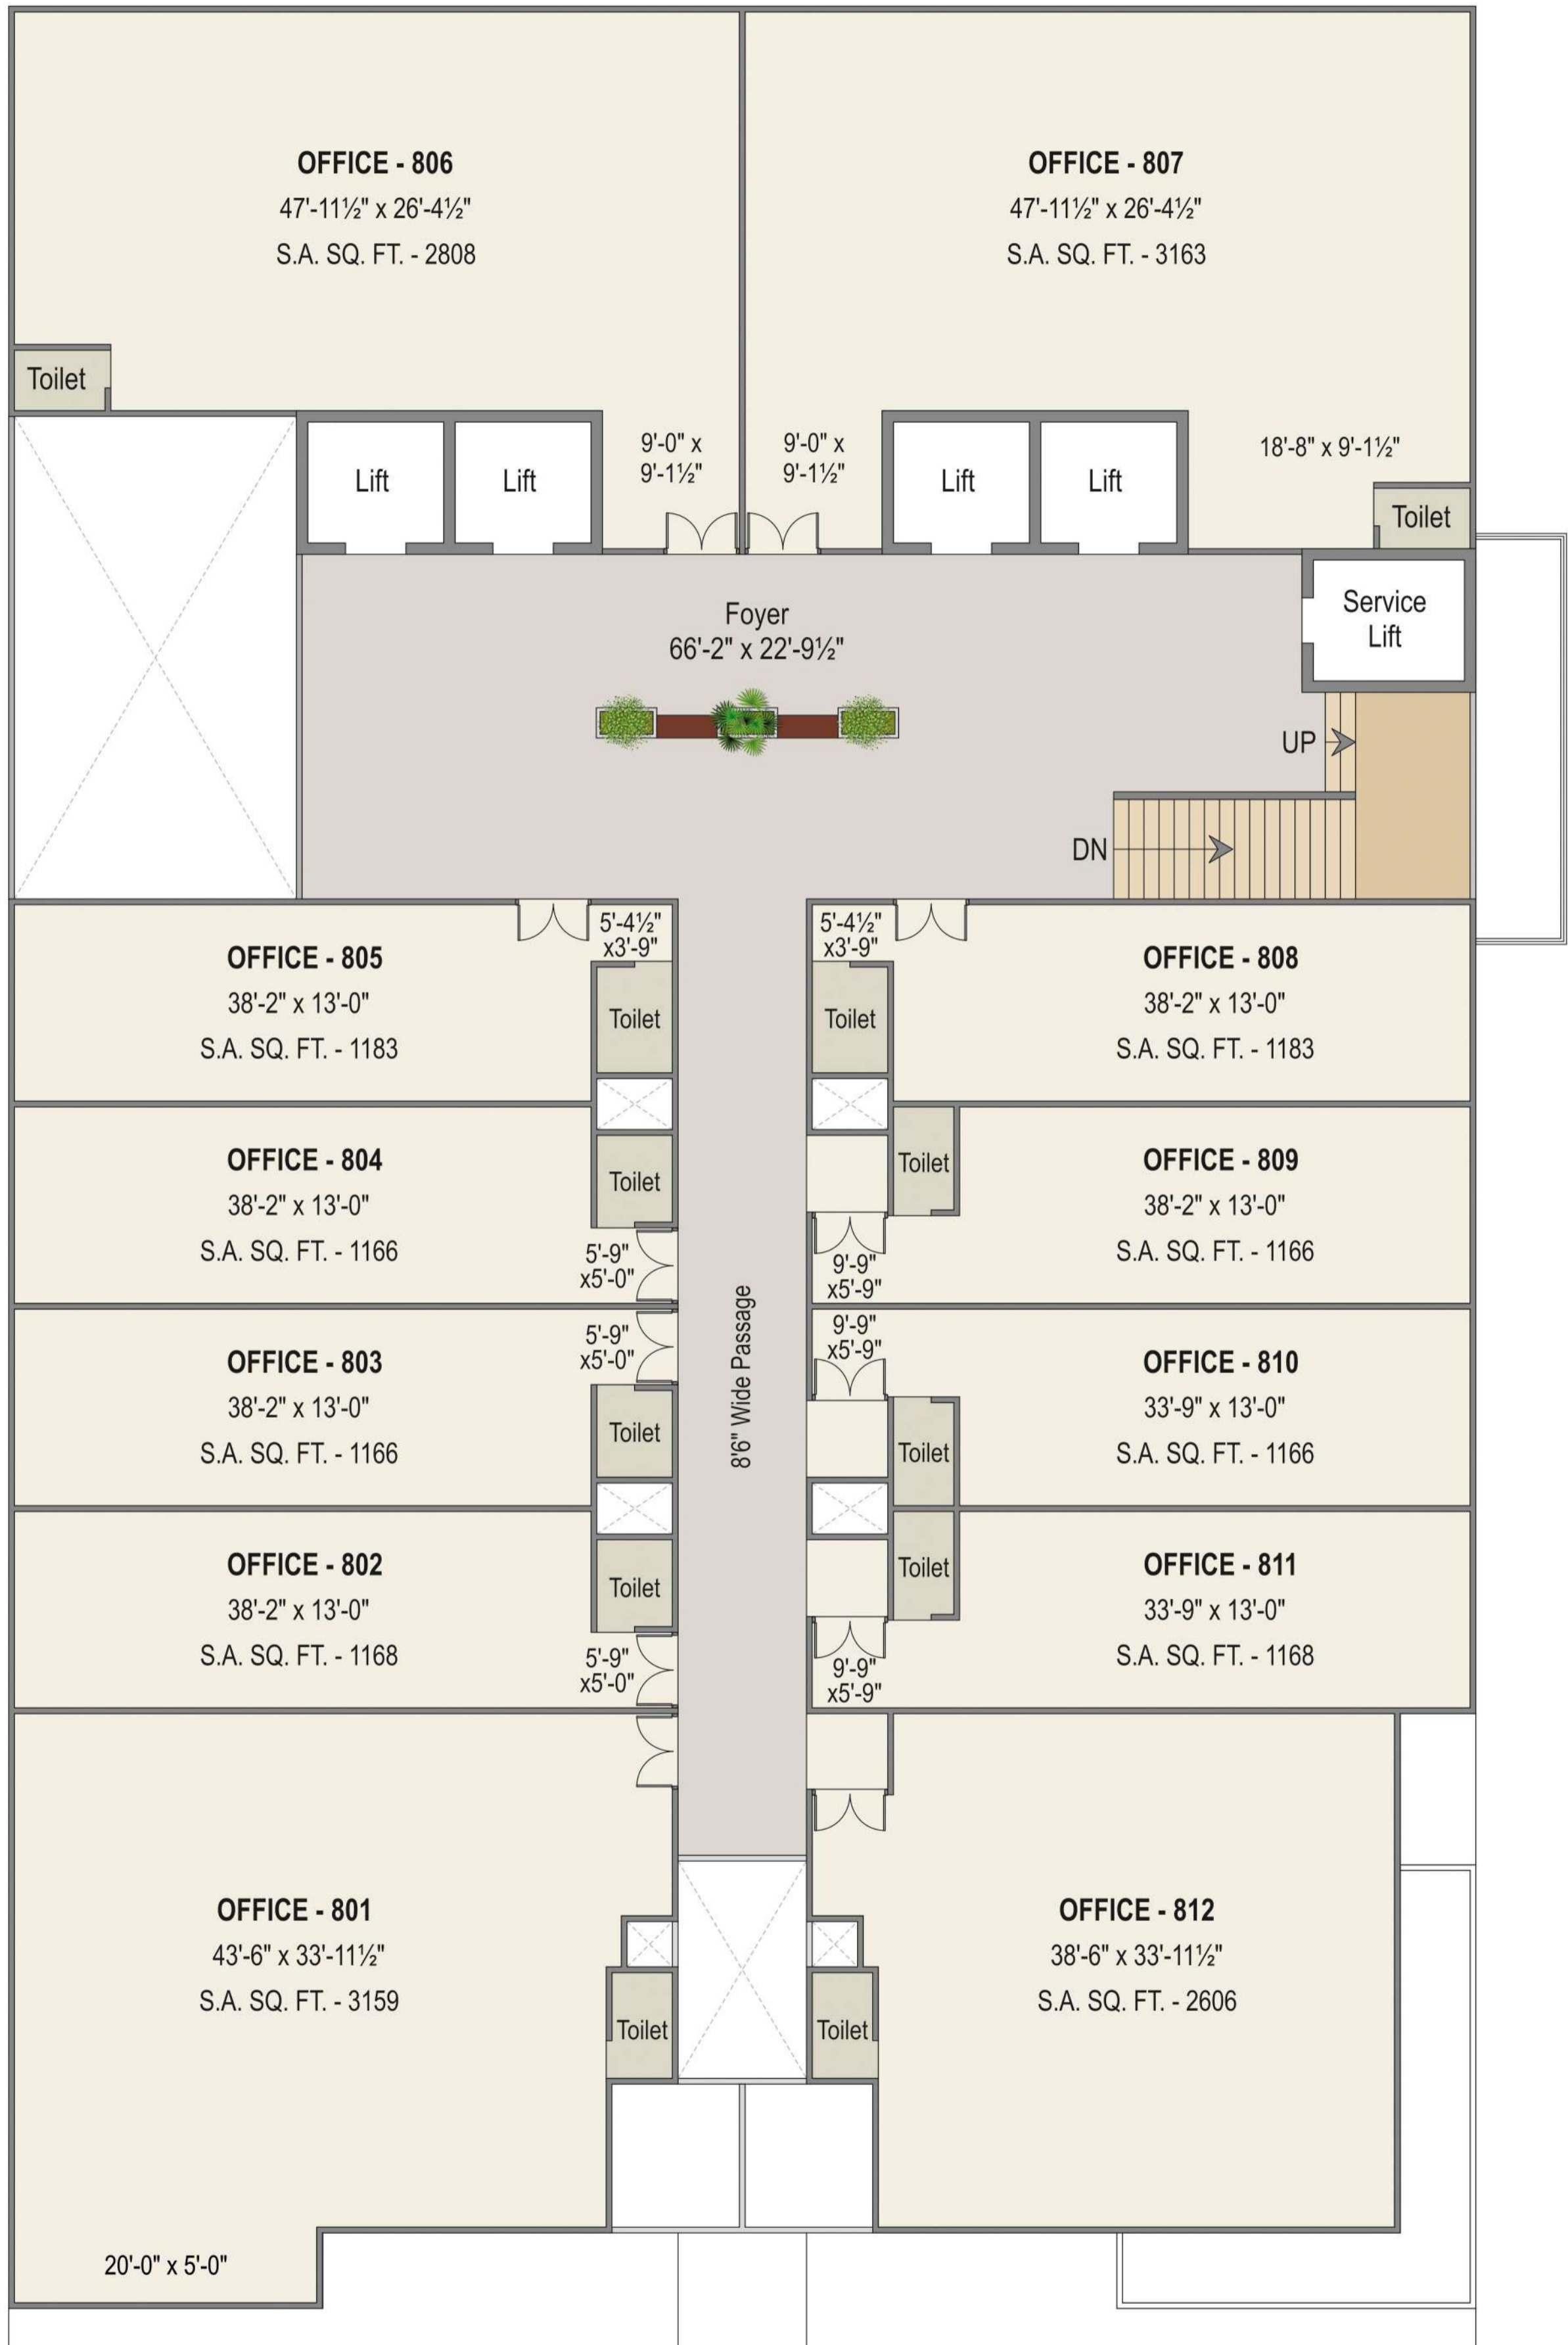 OFFICE - 806
47'-11½" x 26'-4½"
S.A. SQ. FT. - 2808
OFFICE - 807
47'-11½" x 26'-4½"
S.A. SQ. FT. - 3163
Toilet
Lift
Lift
9'-0" x
9'-1½"
9'-0" x
9'-1½"
Lift
Lift
18'-8" x 9'-1½"
Toilet
Service
Lift
Foyer
66'-2" x 22'-9½"
UP
DN
OFFICE - 805
38'-2" x 13'-0"
S.A. SQ. FT. - 1183
5'-4½"
x3'-9"
Toilet
5'-4½"
x3'-9"
Toilet
OFFICE - 808
38'-2" x 13'-0"
S.A. SQ. FT. - 1183
OFFICE - 804
38'-2" x 13'-0"
S.A. SQ. FT. - 1166
Toilet
5'-9"
x5'-0"
Toilet
9'-9"
x5'-9"
OFFICE - 809
38'-2" x 13'-0"
S.A. SQ. FT. - 1166
8'6" Wide Passage
OFFICE - 803
38'-2" x 13'-0"
S.A. SQ. FT. - 1166
5'-9"
x5'-0"
Toilet
9'-9"
x5'-9"
Toilet
OFFICE - 810
33'-9" x 13'-0"
S.A. SQ. FT. - 1166
OFFICE - 802
38'-2" x 13'-0"
S.A. SQ. FT. - 1168
Toilet
5'-9"
x5'-0"
Toilet
9'-9"
x5'-9"
OFFICE - 811
33'-9" x 13'-0"
S.A. SQ. FT. - 1168
OFFICE - 801
43'-6" x 33'-11½"
S.A. SQ. FT. - 3159
Toilet
Toilet
OFFICE - 812
38'-6" x 33'-11½"
S.A. SQ. FT. - 2606
20'-0" x 5'-0"